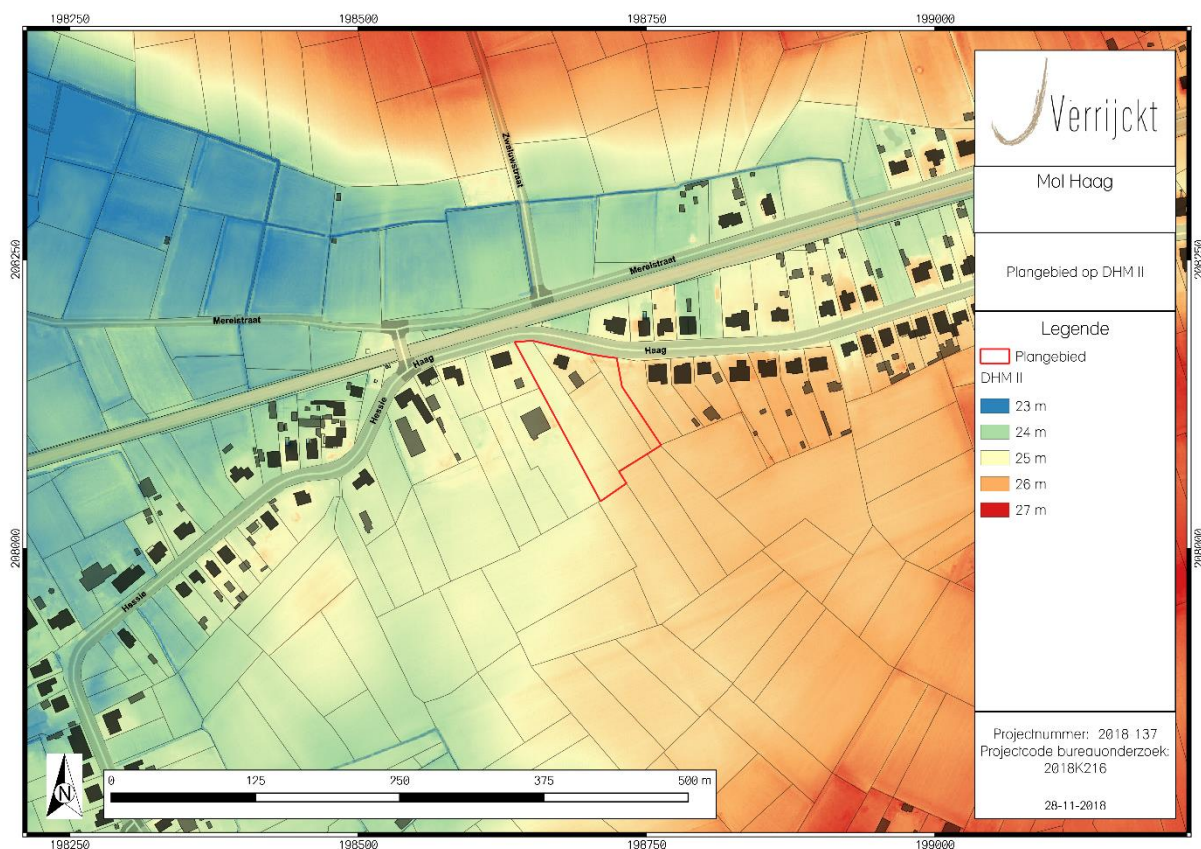 198250
198500
198750
199000
Verrijckt
Mol Haag
Plangebied op DHM II
Legende
Plangebied
DHM II
23 m
24 m
25 m
26 m
27 m
Projectnummer: 2018 137
Projectcode bureauonderzoek:
2018K216
28-11-2018
Zwaluwstraat
Merelstraat
Merelstraat
Haag
Haag
Hessie
Hessie
208250
208000
208250
208000
N
0
125
250
375
500 m
198250
198500
198750
199000